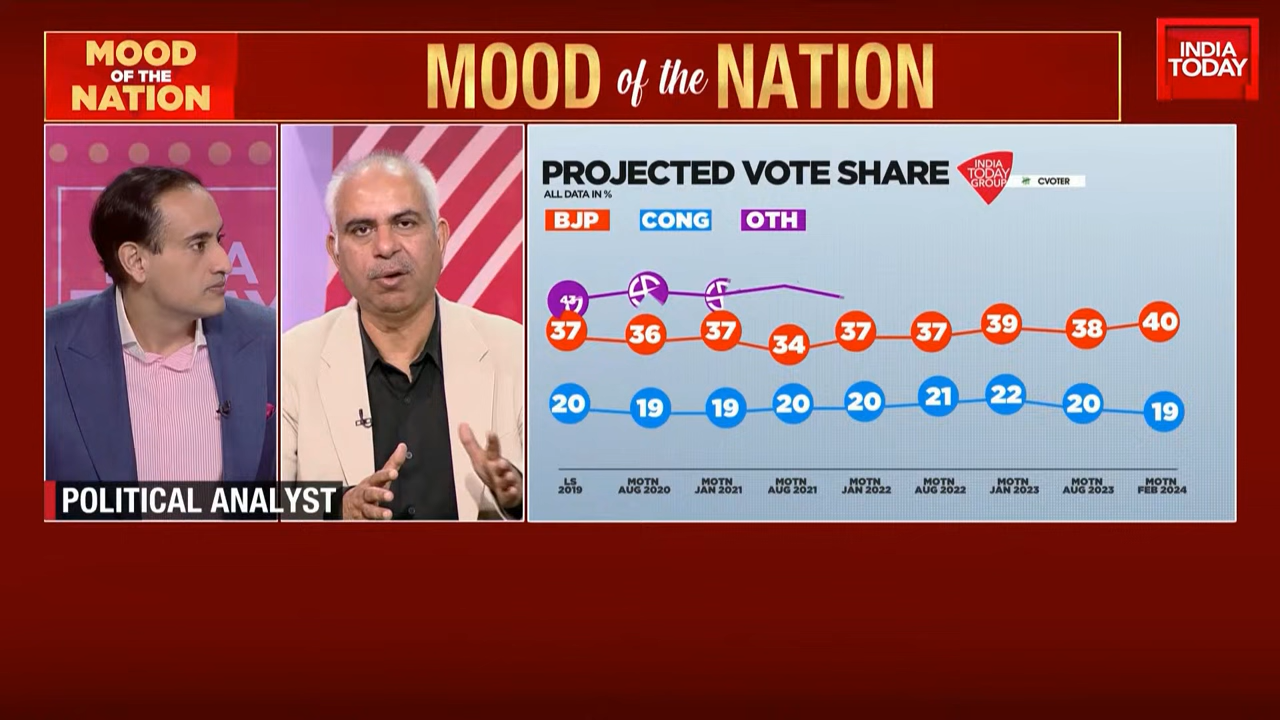 MOOD
OF THE
NATION
MOOD of the NATION
INDIA
TODAY
PROJECTED VOTE SHARE
INDIA
TODAY
GROUP
CVOTER
ALL DATA IN %
BJP CONG OTH
37 36 37 34 37 37 39 38 40
20 19 19 20 20 21 22 20 19
LS
2019
MOTN
AUG 2020
MOTN
JAN 2021
MOTN
AUG 2021
MOTN
JAN 2022
MOTN
AUG 2022
MOTN
JAN 2023
MOTN
AUG 2023
MOTN
FEB 2024
POLITICAL ANALYST